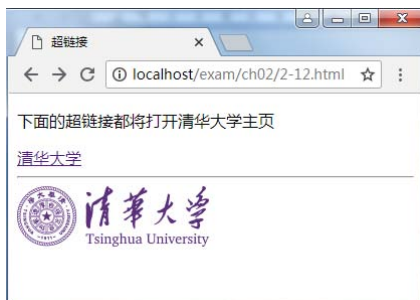 超链接
localhost/exam/ch02/2-12.html
下面的超链接都将打开清华大学主页
清华大学
清華大学
Tsinghua University